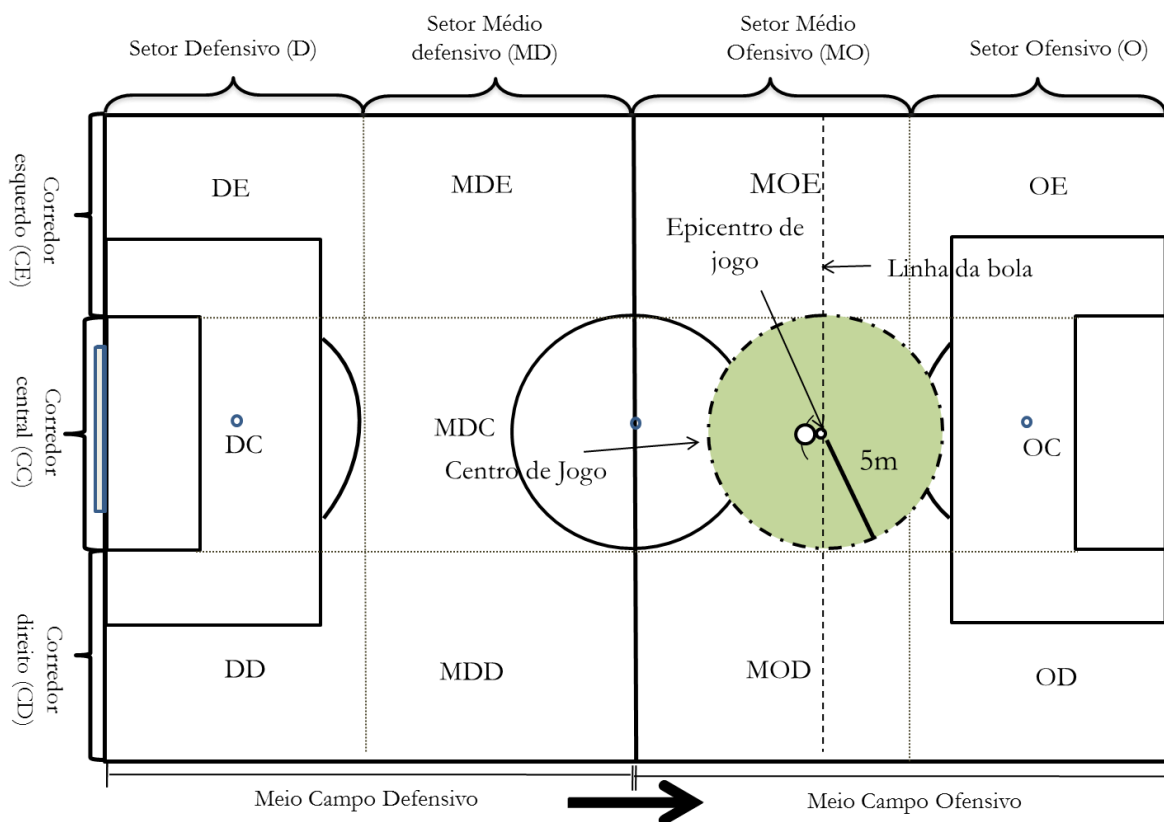 Setor Defensivo (D)
Setor Médio
defensivo (MD)
Setor Médio
Ofensivo (MO)
Setor Ofensivo (O)
Corredor
esquerdo (CE)
DE
MDE
MOE
OE
Epicentro de
jogo
Linha da bola
Corredor
central (CC)
DC
MDC
Centro de Jogo
5m
OC
Corredor
direito (CD)
DD
MDD
MOD
OD
Meio Campo Defensivo
Meio Campo Ofensivo